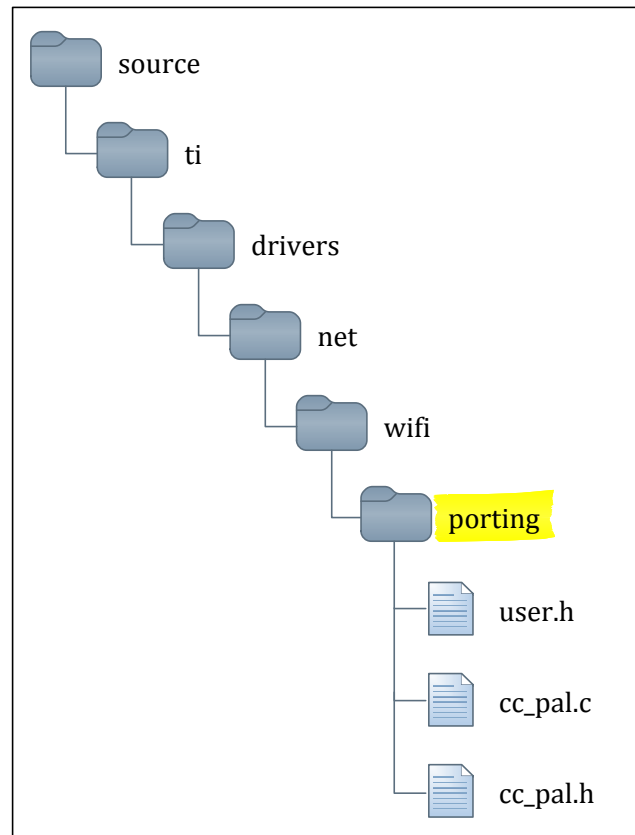 source
ti
drivers
net
wifi
porting
user.h
cc_pal.c
cc_pal.h